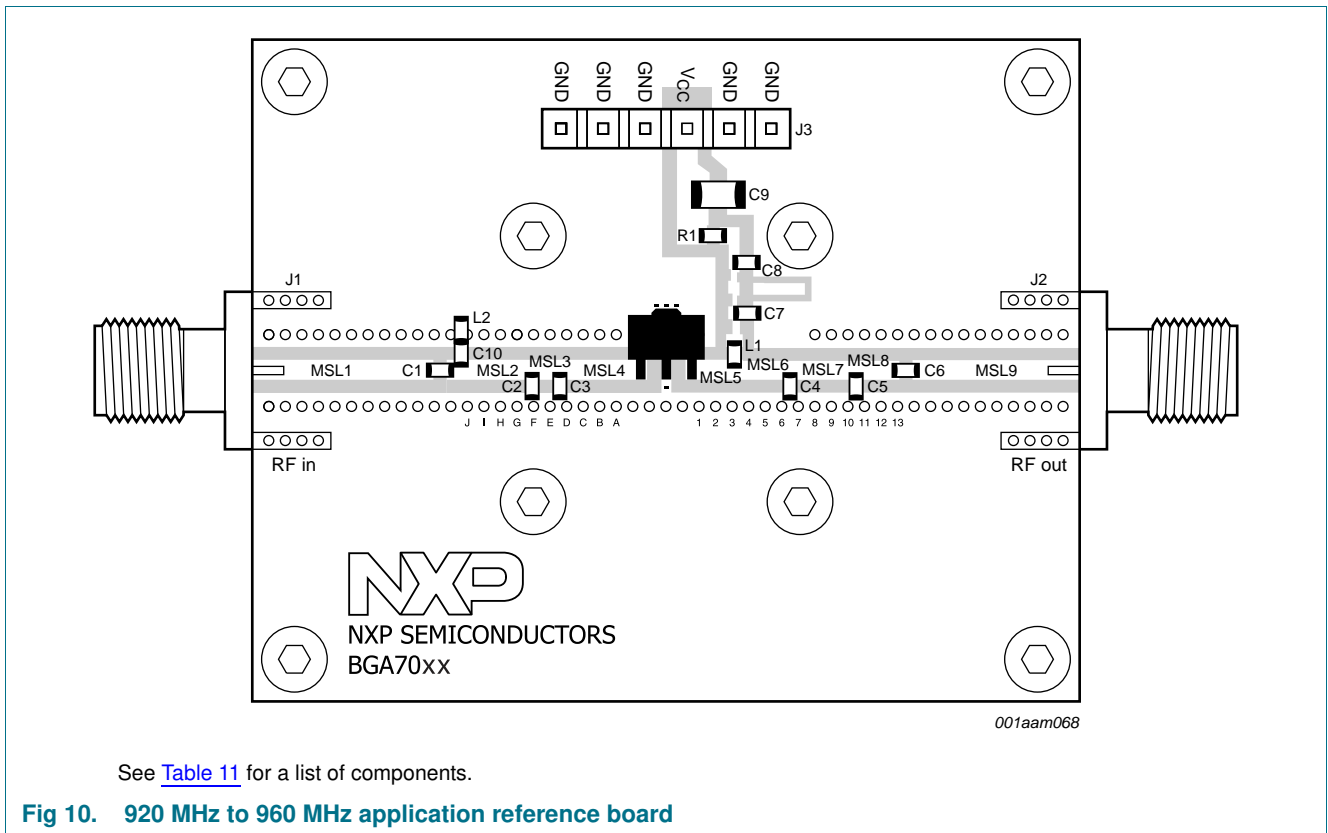 GND GND GND VCC GND GND
J3
C9
R1
C8
J1
J2
C7
L2
L1
C10
MSL1
C1
MSL2
MSL3
MSL4
MSL5
MSL6
MSL7
MSL8
C6
MSL9
C2
C3
C4
C5
J I H G F E D C B A
1 2 3 4 5 6 7 8 9 10 11 12 13
RF in
RF out
NXP
NXP SEMICONDUCTORS
BGA70xx
001aam068
See Table 11 for a list of components.
Fig 10. 920 MHz to 960 MHz application reference board